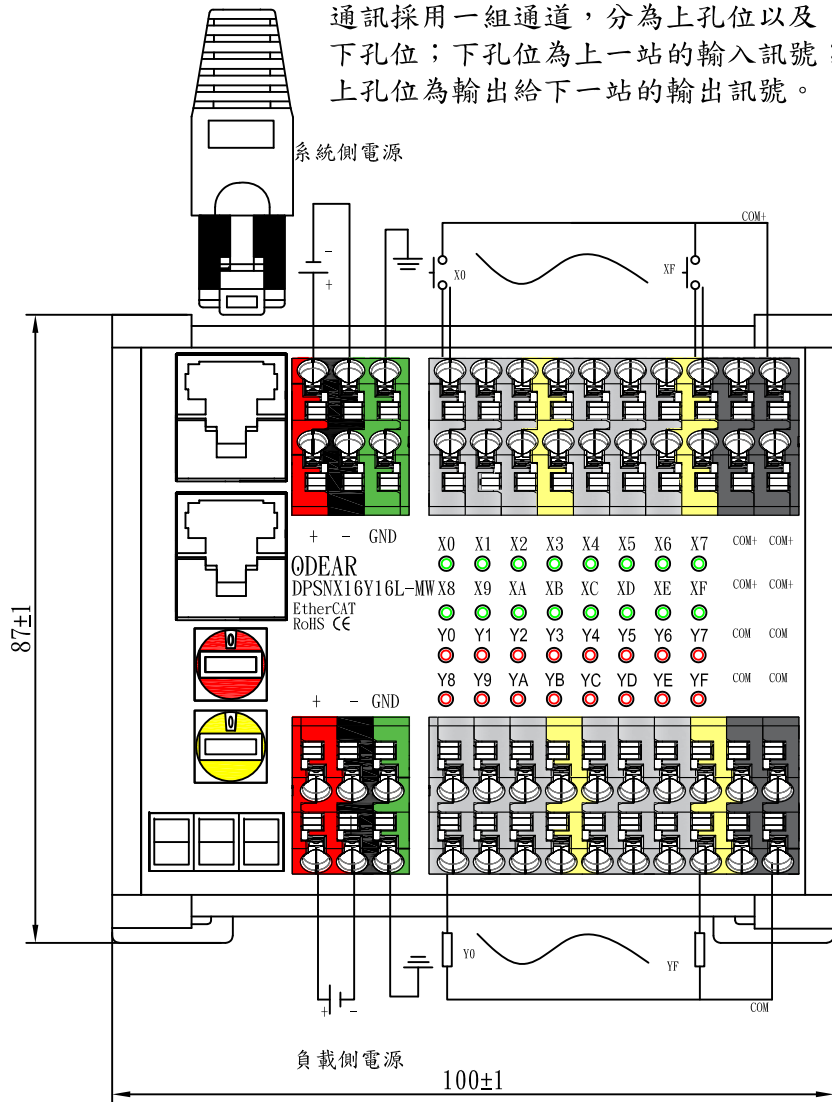 通訊採用一組通道，分為上孔位以及
下孔位；下孔位為上一站的輸入訊號
上孔位為輸出給下一站的輸出訊號。
系統側電源
COM+
-
+
X0
XF
+ - GND
X0 X1 X2 X3 X4 X5 X6 X7 COM+ COM+
ODEAR
DPSNX16Y16L-MW X8 X9 XA XB XC XD XE XF COM+ COM+
EtherCAT
RoHS CE
Y0 Y1 Y2 Y3 Y4 Y5 Y6 Y7 COM COM
Y8 Y9 YA YB YC YD YE YF COM COM
+ - GND
87±1
0
0
Y0
YF
+ -
COM
負載側電源
100±1